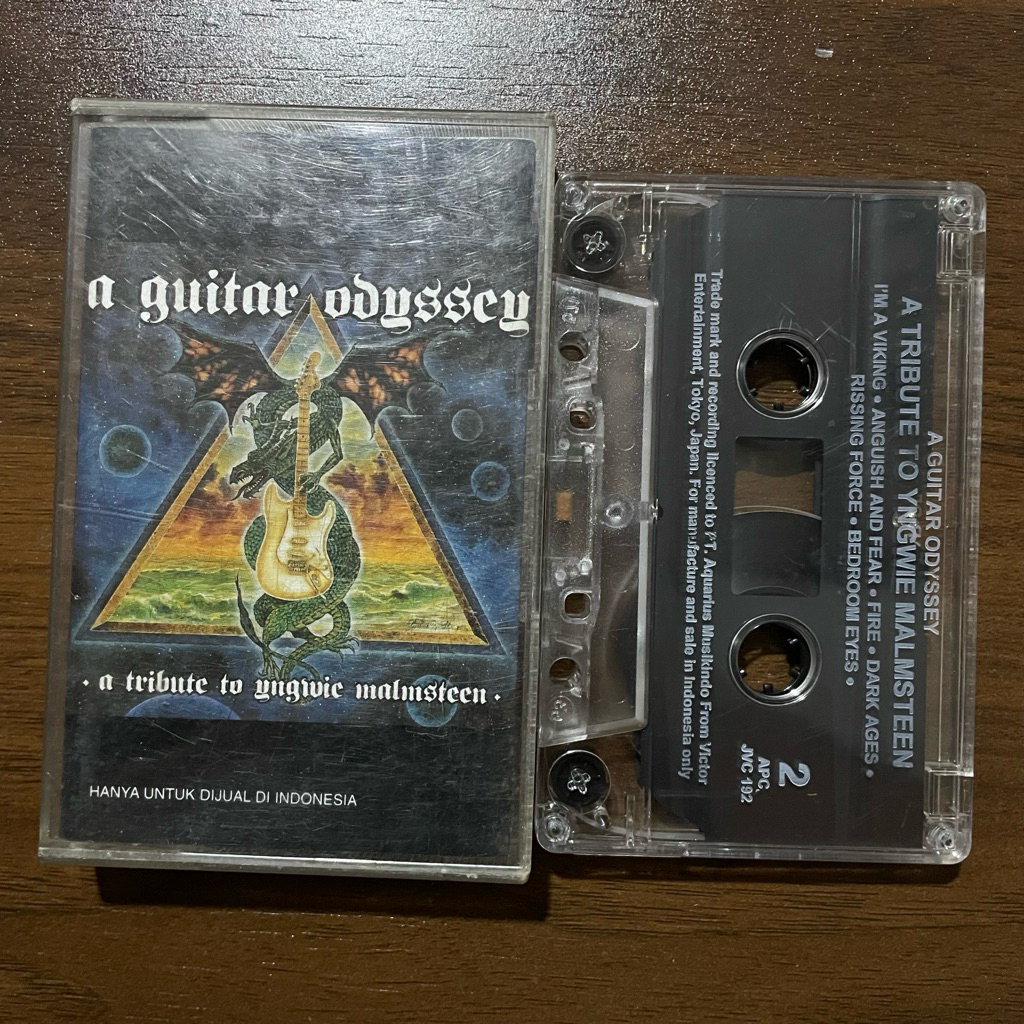 a guitar odyssey
· a tribute to yngwie malmsteen ·
HANYA UNTUK DIJUAL DI INDONESIA
A GUITAR ODYSSEY
A TRIBUTE TO YNGWIE MALMSTEEN
I'M A VIKING • ANGUISH AND FEAR • FIRE • DARK AGES •
RISSING FORCE • BEDROOM EYES •
2
APC
JVC 192
Trade mark and recording licenced to PT. Aquarius Musikindo From Victor
Entertainment, Tokyo, Japan. For manufacture and sale in Indonesia only